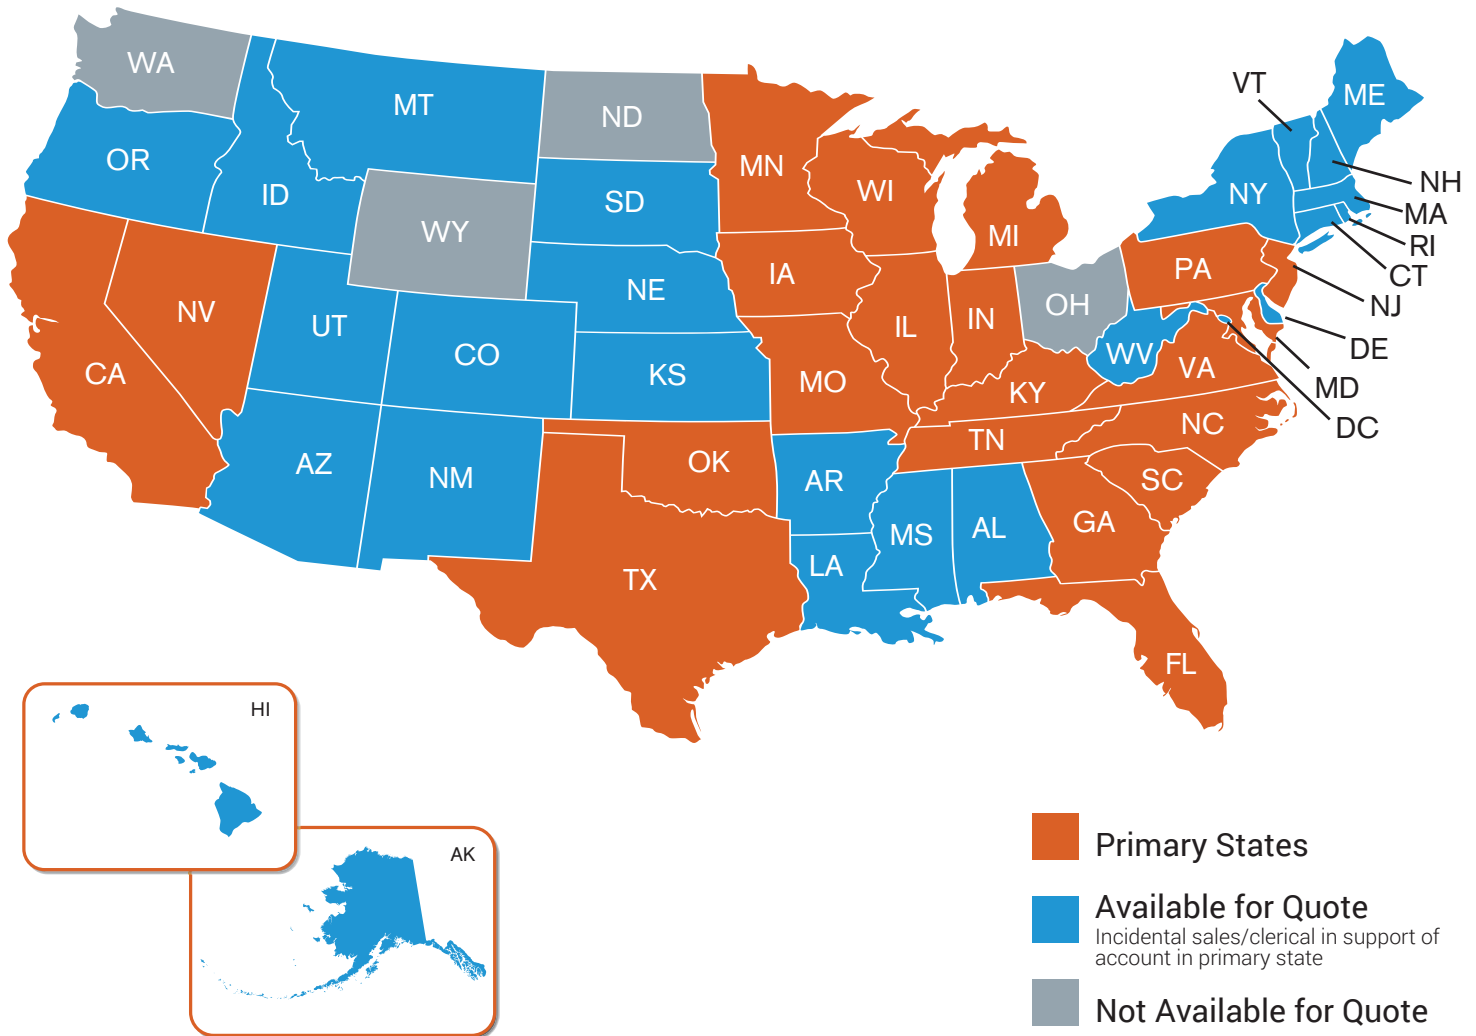 WA
MT
ND
VT
ME
OR
ID
MN
WI
SD
NY
NH
MA
WY
MI
RI
CT
PA
IA
NE
NJ
NV
UT
CO
IL
IN
OH
DE
WV
VA
MD
CA
KS
MO
KY
DC
NC
TN
AZ
NM
OK
AR
SC
GA
MS
AL
LA
TX
FL
HI
AK
Primary States
Available for Quote
Incidental sales/clerical in support of
account in primary state
Not Available for Quote